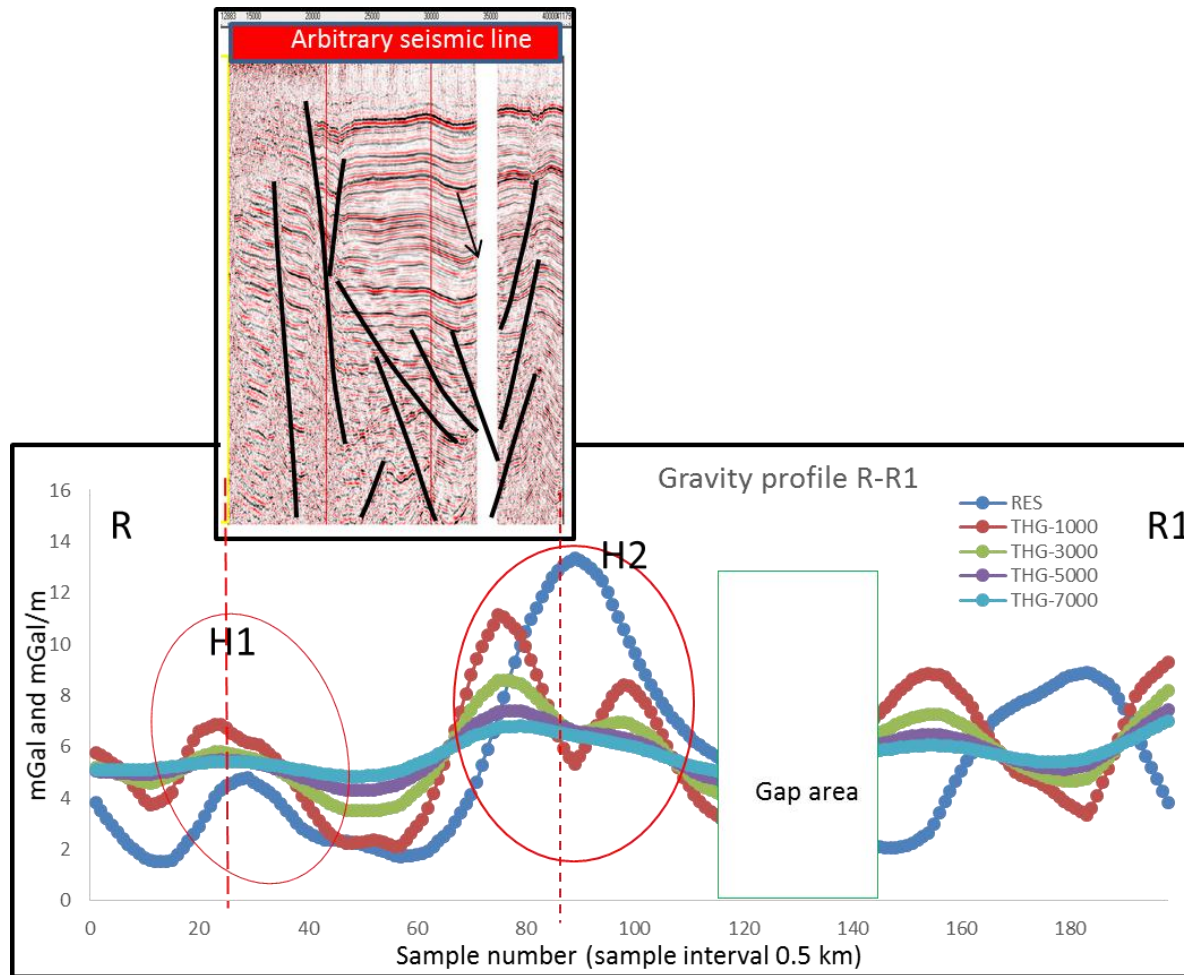 12883 15000 20000 25000 30000 35000 40000
Arbitrary seismic line
Gravity profile R-R1
R
R1
H1
H2
RES
THG-1000
THG-3000
THG-5000
THG-7000
Gap area
mGal and mGal/m
16
14
12
10
8
6
4
2
0
0 20 40 60 80 100 120 140 160 180
Sample number (sample interval 0.5 km)